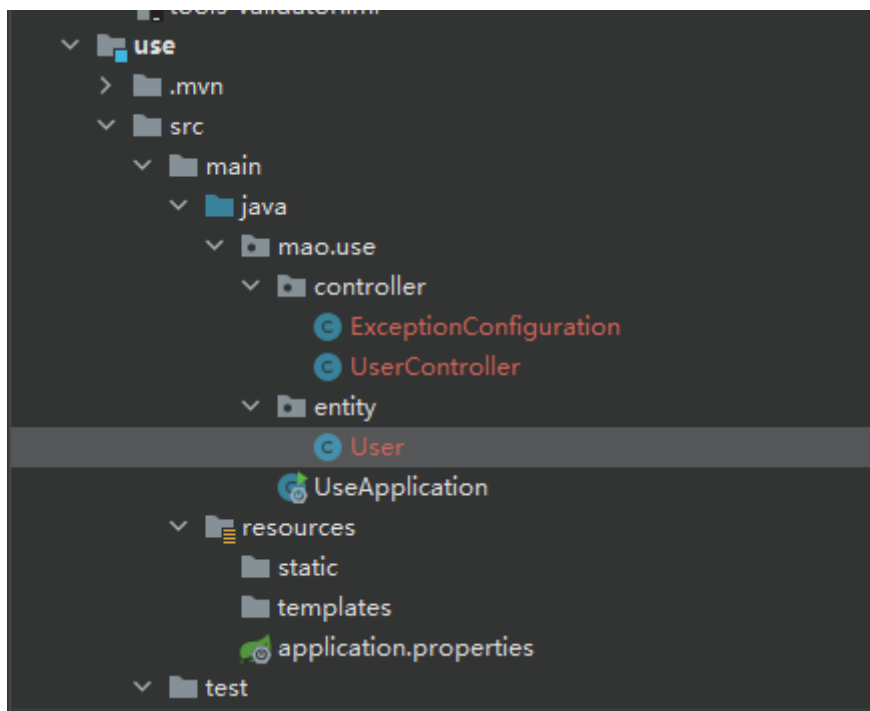 use
.mvn
src
main
java
mao.use
controller
ExceptionConfiguration
UserController
entity
User
UseApplication
resources
static
templates
application.properties
test